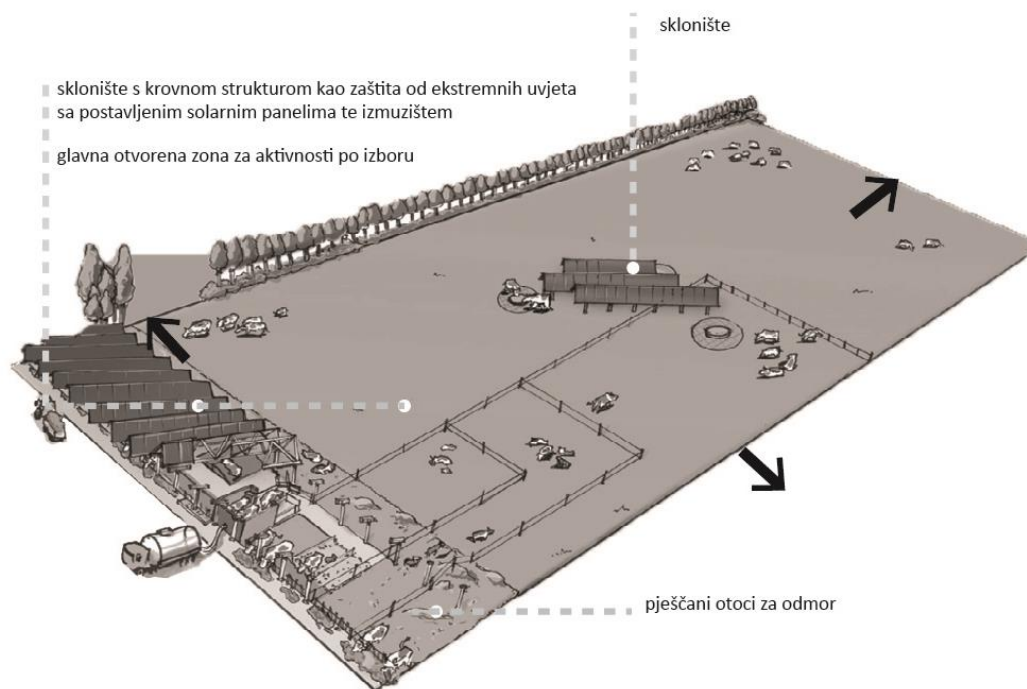 sklonište
sklonište s krovnom strukturom kao zaštita od ekstremnih uvjeta
sa postavljenim solarnim panelima te izmuzištem
glavna otvorena zona za aktivnosti po izboru
pješčani otoci za odmor